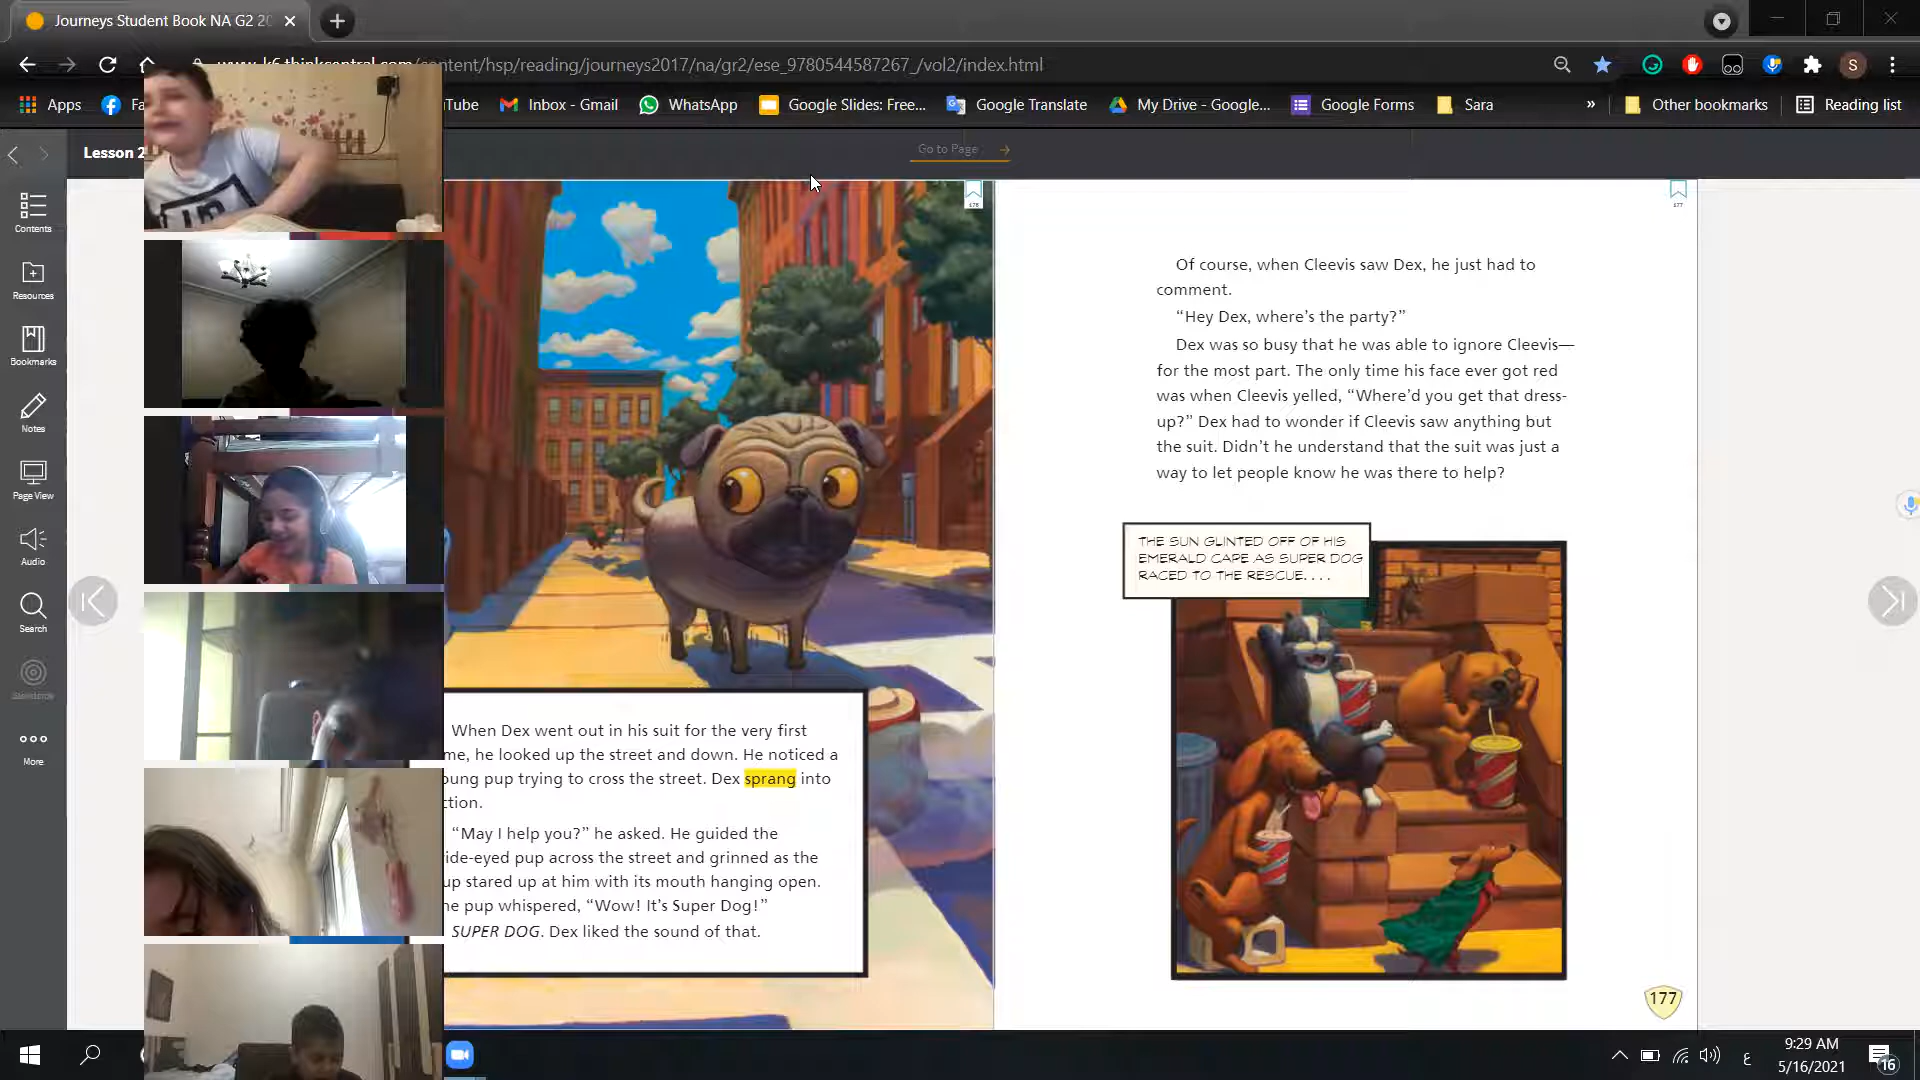 Journeys Student Book NA G2 20
content/hsp/reading/journeys2017/na/gr2/ese_9780544587267_/vol2/index.html
S
Apps
Inbox - Gmail
WhatsApp
Google Slides: Free...
Google Translate
My Drive - Google...
Google Forms
Sara
»
Other bookmarks
Reading list
Lesson 2
Go to Page
Contents
Resources
Bookmarks
Notes
Page View
Audio
Search
Standards
More
177
When Dex went out in his suit for the very first
me, he looked up the street and down. He noticed a
oung pup trying to cross the street. Dex sprang into
ction.
“May I help you?” he asked. He guided the
ide-eyed pup across the street and grinned as the
up stared up at him with its mouth hanging open.
he pup whispered, “Wow! It’s Super Dog!”
SUPER DOG. Dex liked the sound of that.
Of course, when Cleevis saw Dex, he just had to
comment.
“Hey Dex, where’s the party?”
Dex was so busy that he was able to ignore Cleevis—
for the most part. The only time his face ever got red
was when Cleevis yelled, “Where’d you get that dress-
up?” Dex had to wonder if Cleevis saw anything but
the suit. Didn’t he understand that the suit was just a
way to let people know he was there to help?
THE SUN GLINTED OFF OF HIS
EMERALD CAPE AS SUPER DOG
RACED TO THE RESCUE....
177
ع
9:29 AM
5/16/2021
16